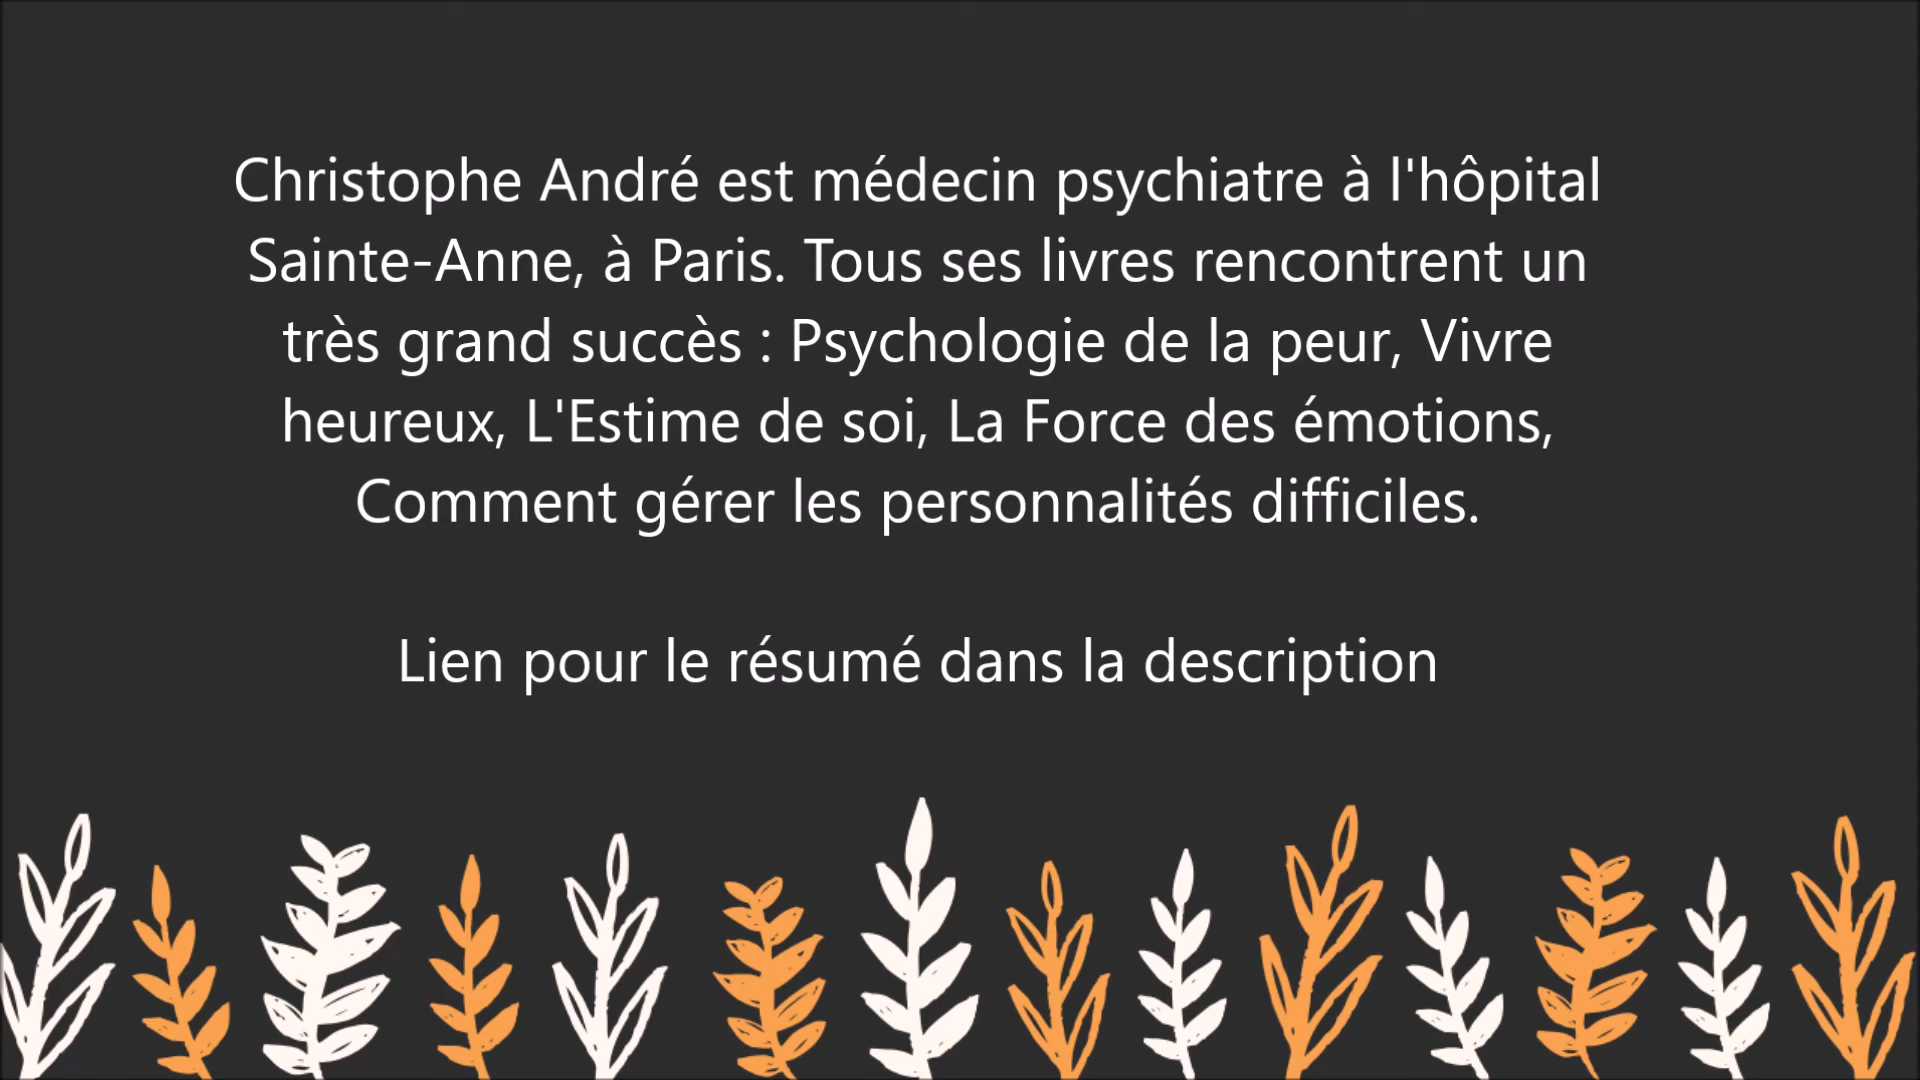 Christophe André est médecin psychiatre à l'hôpital
Sainte-Anne, à Paris. Tous ses livres rencontrent un
très grand succès : Psychologie de la peur, Vivre
heureux, L'Estime de soi, La Force des émotions,
Comment gérer les personnalités difficiles.
Lien pour le résumé dans la description